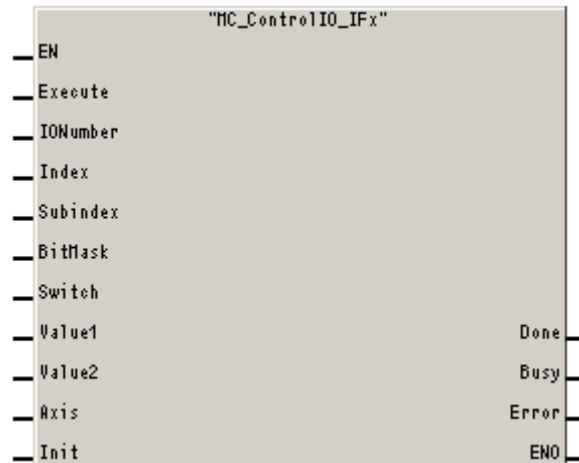 "MC_ControlIO_IFx"
EN
Execute
IONumber
Index
Subindex
BitMask
Switch
Value1 Done
Value2 Busy
Axis Error
Init ENO